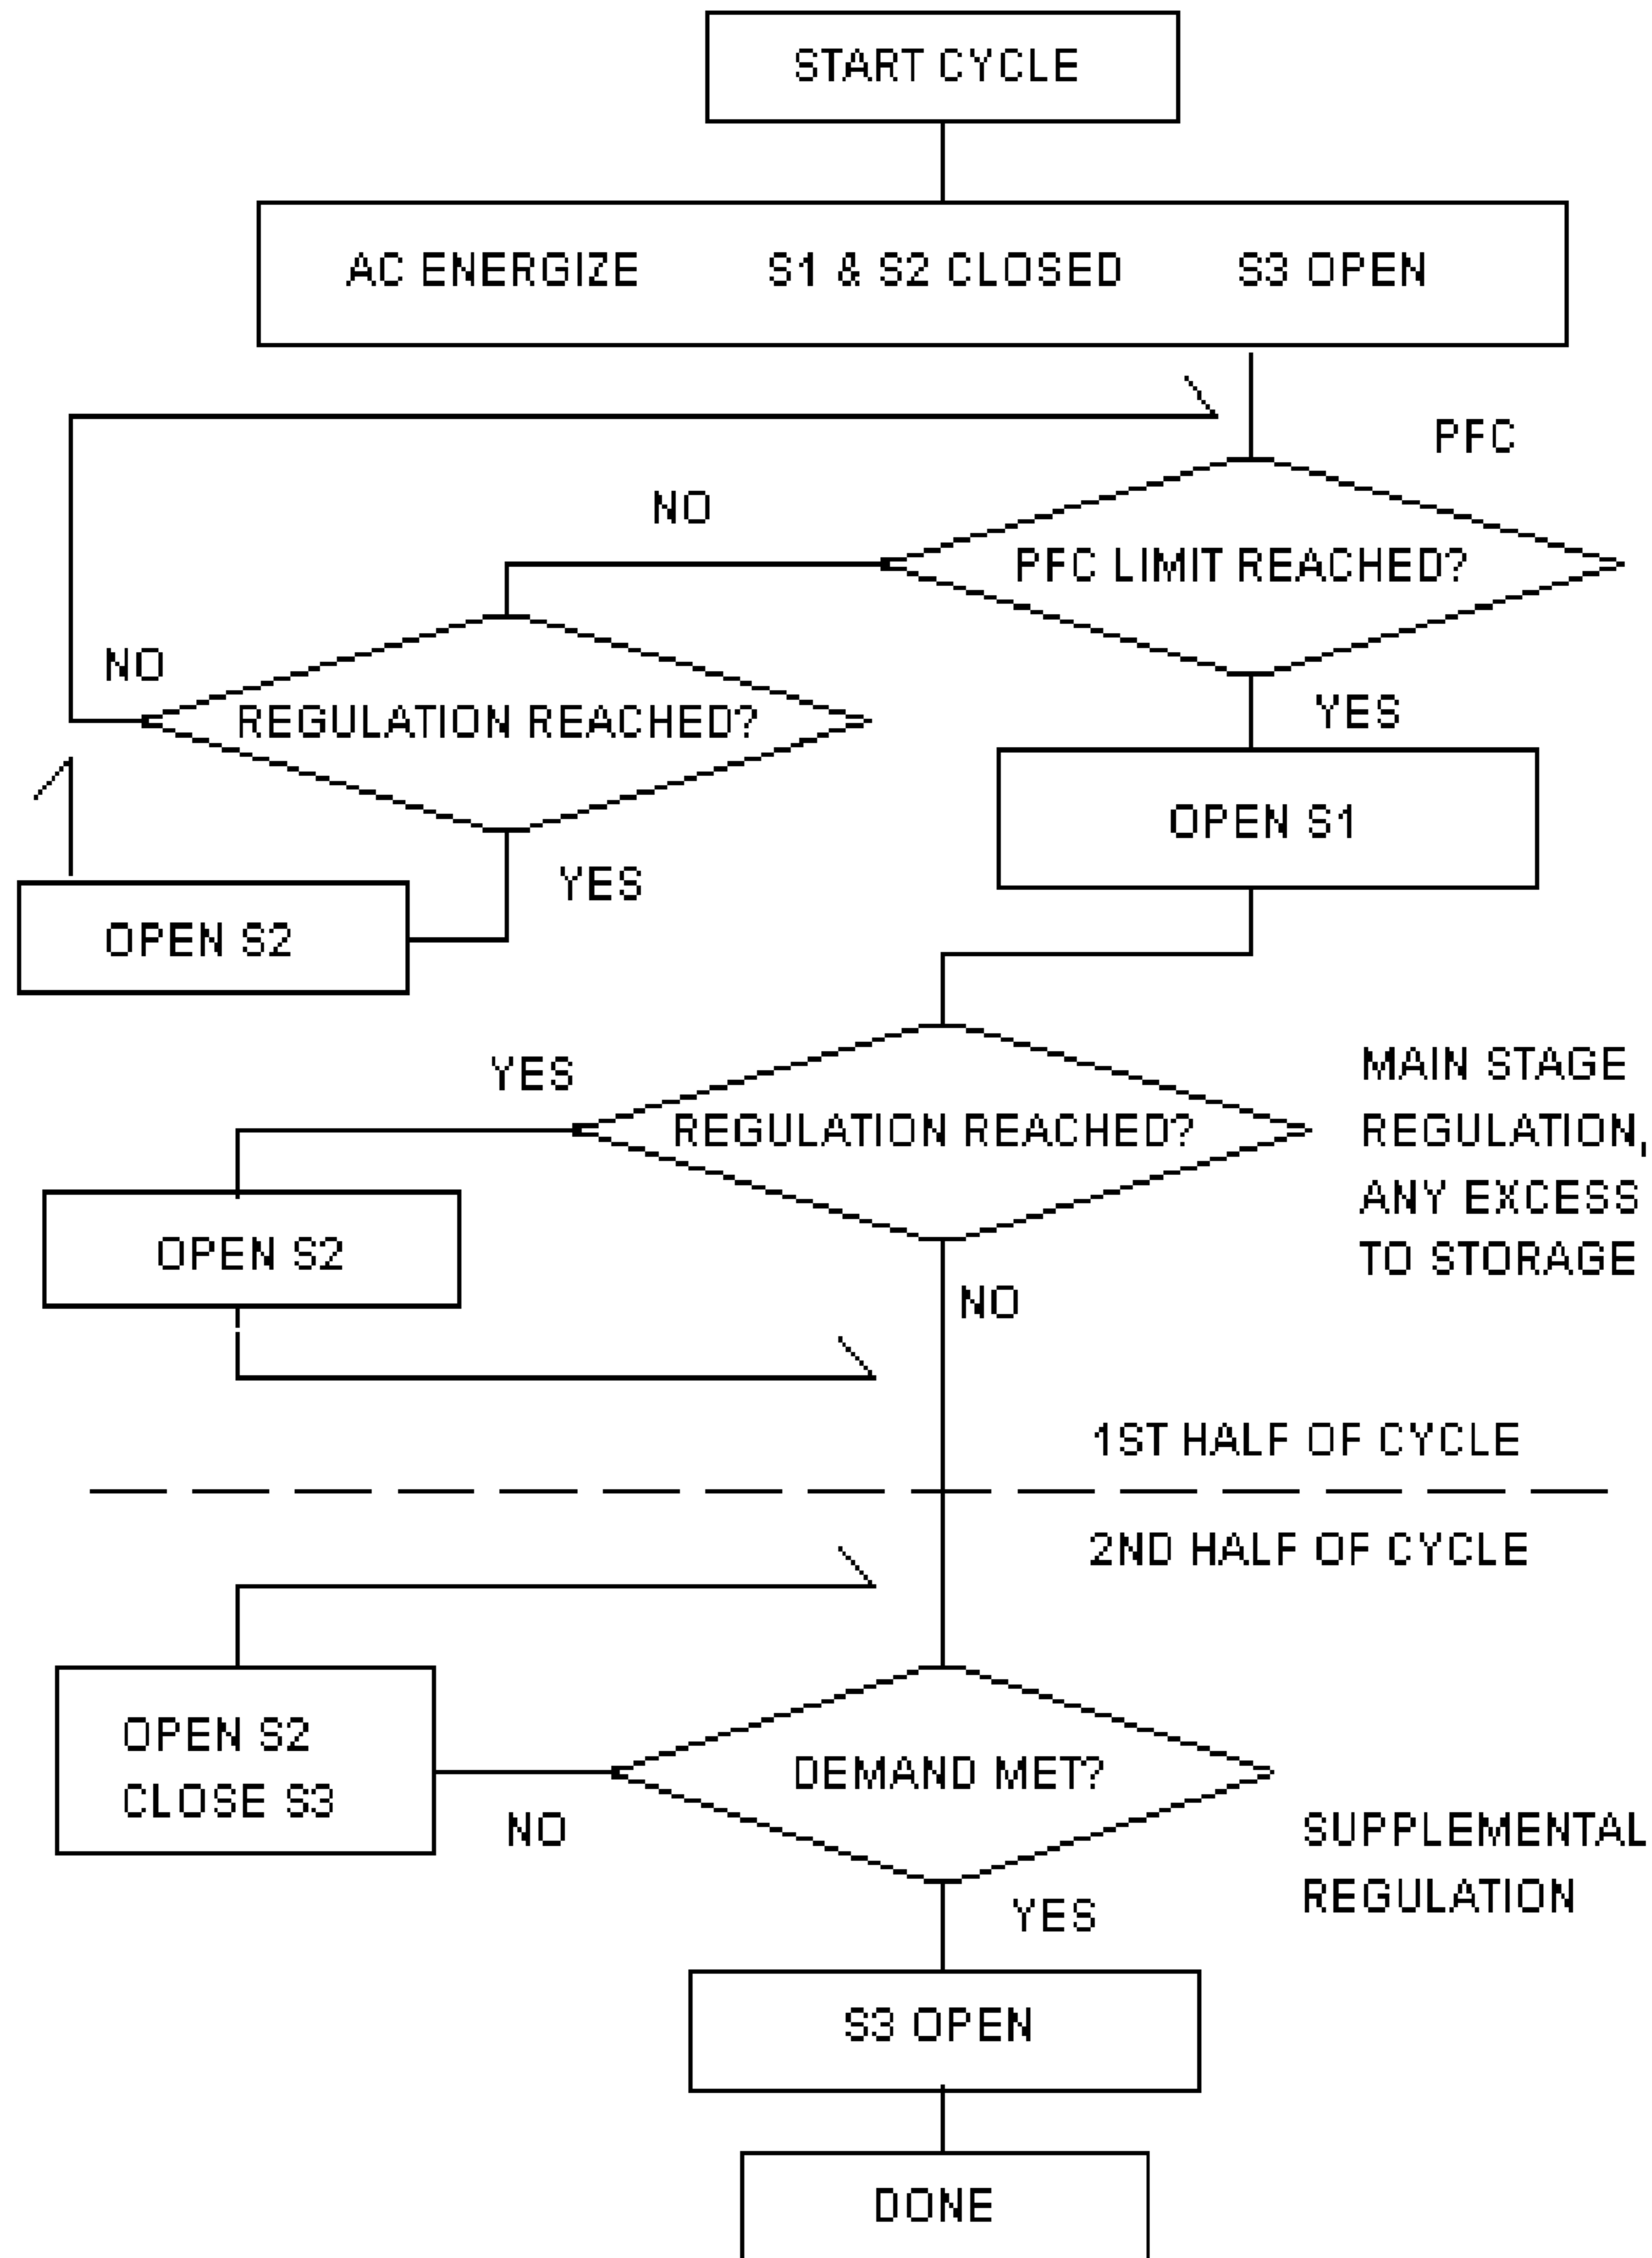 START CYCLE
AC ENERGIZE S1 & S2 CLOSED S3 OPEN
PFC
NO
PFC LIMIT REACHED?
NO
REGULATION REACHED?
YES
OPEN S1
YES
OPEN S2
YES
REGULATION REACHED?
MAIN STAGE
REGULATION,
ANY EXCESS
TO STORAGE
OPEN S2
NO
1ST HALF OF CYCLE
2ND HALF OF CYCLE
OPEN S2
CLOSE S3
DEMAND MET?
NO
SUPPLEMENTAL
REGULATION
YES
S3 OPEN
DONE